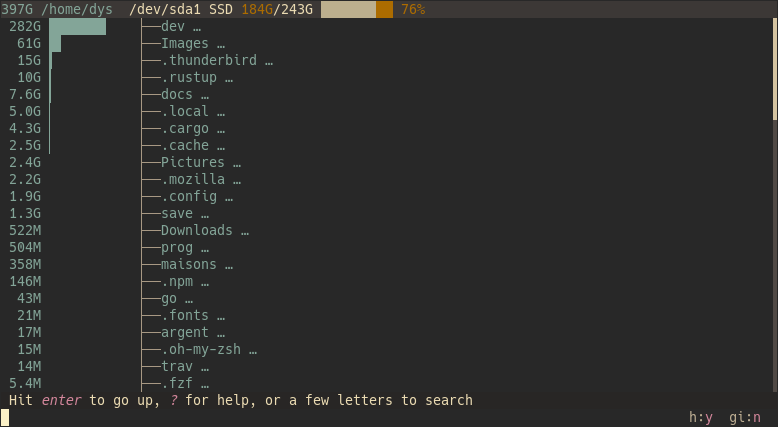 397G /home/dys  /dev/sda1 SSD 184G/243G 76%
282G ├──dev …
61G ├──Images …
15G ├──.thunderbird …
10G ├──.rustup …
7.6G ├──docs …
5.0G ├──.local …
4.3G ├──.cargo …
2.5G ├──.cache …
2.4G ├──Pictures …
2.2G ├──.mozilla …
1.9G ├──.config …
1.3G ├──save …
522M ├──Downloads …
504M ├──prog …
358M ├──maisons …
146M ├──.npm …
43M ├──go …
21M ├──.fonts …
17M ├──argent …
15M ├──.oh-my-zsh …
14M ├──trav …
5.4M ├──.fzf …
Hit enter to go up, ? for help, or a few letters to search
h:y  gi:n